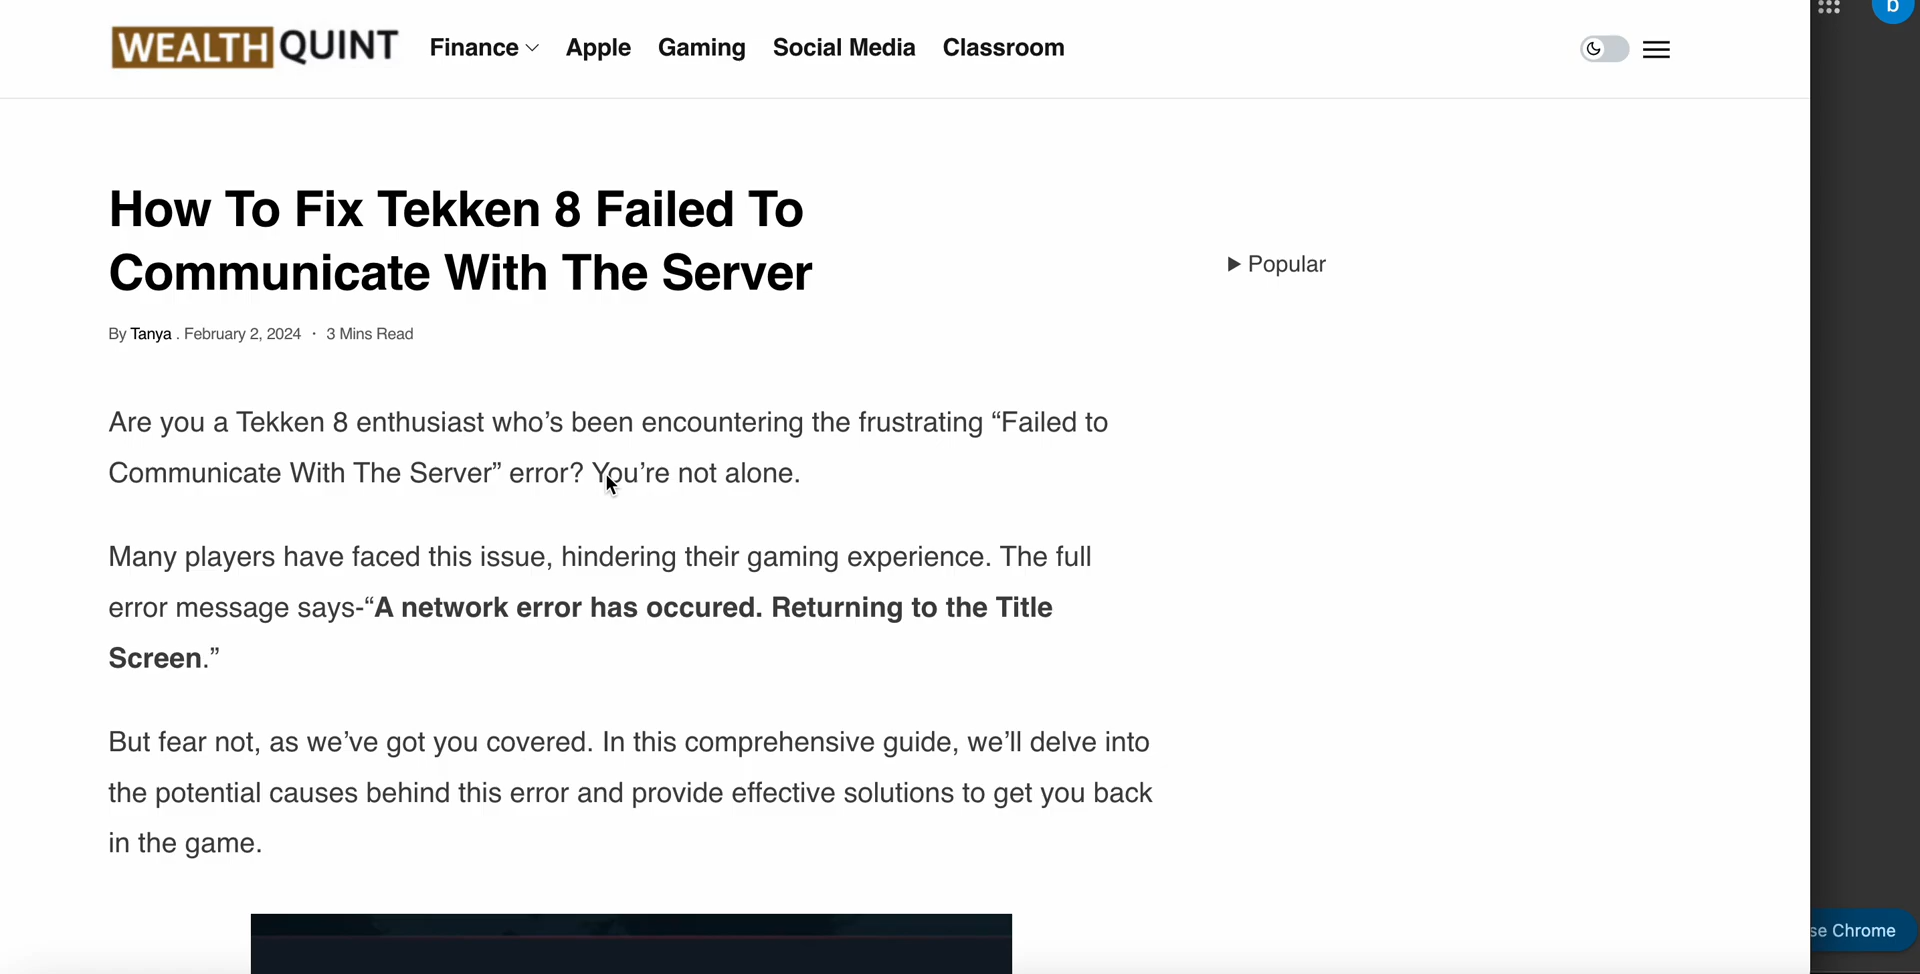 WEALTHQUINT Finance Apple Gaming Social Media Classroom
b
How To Fix Tekken 8 Failed To
Communicate With The Server
By Tanya . February 2, 2024 · 3 Mins Read
Popular
Are you a Tekken 8 enthusiast who’s been encountering the frustrating “Failed to
Communicate With The Server” error? You’re not alone.
Many players have faced this issue, hindering their gaming experience. The full
error message says-“A network error has occured. Returning to the Title
Screen.”
But fear not, as we’ve got you covered. In this comprehensive guide, we’ll delve into
the potential causes behind this error and provide effective solutions to get you back
in the game.
se Chrome